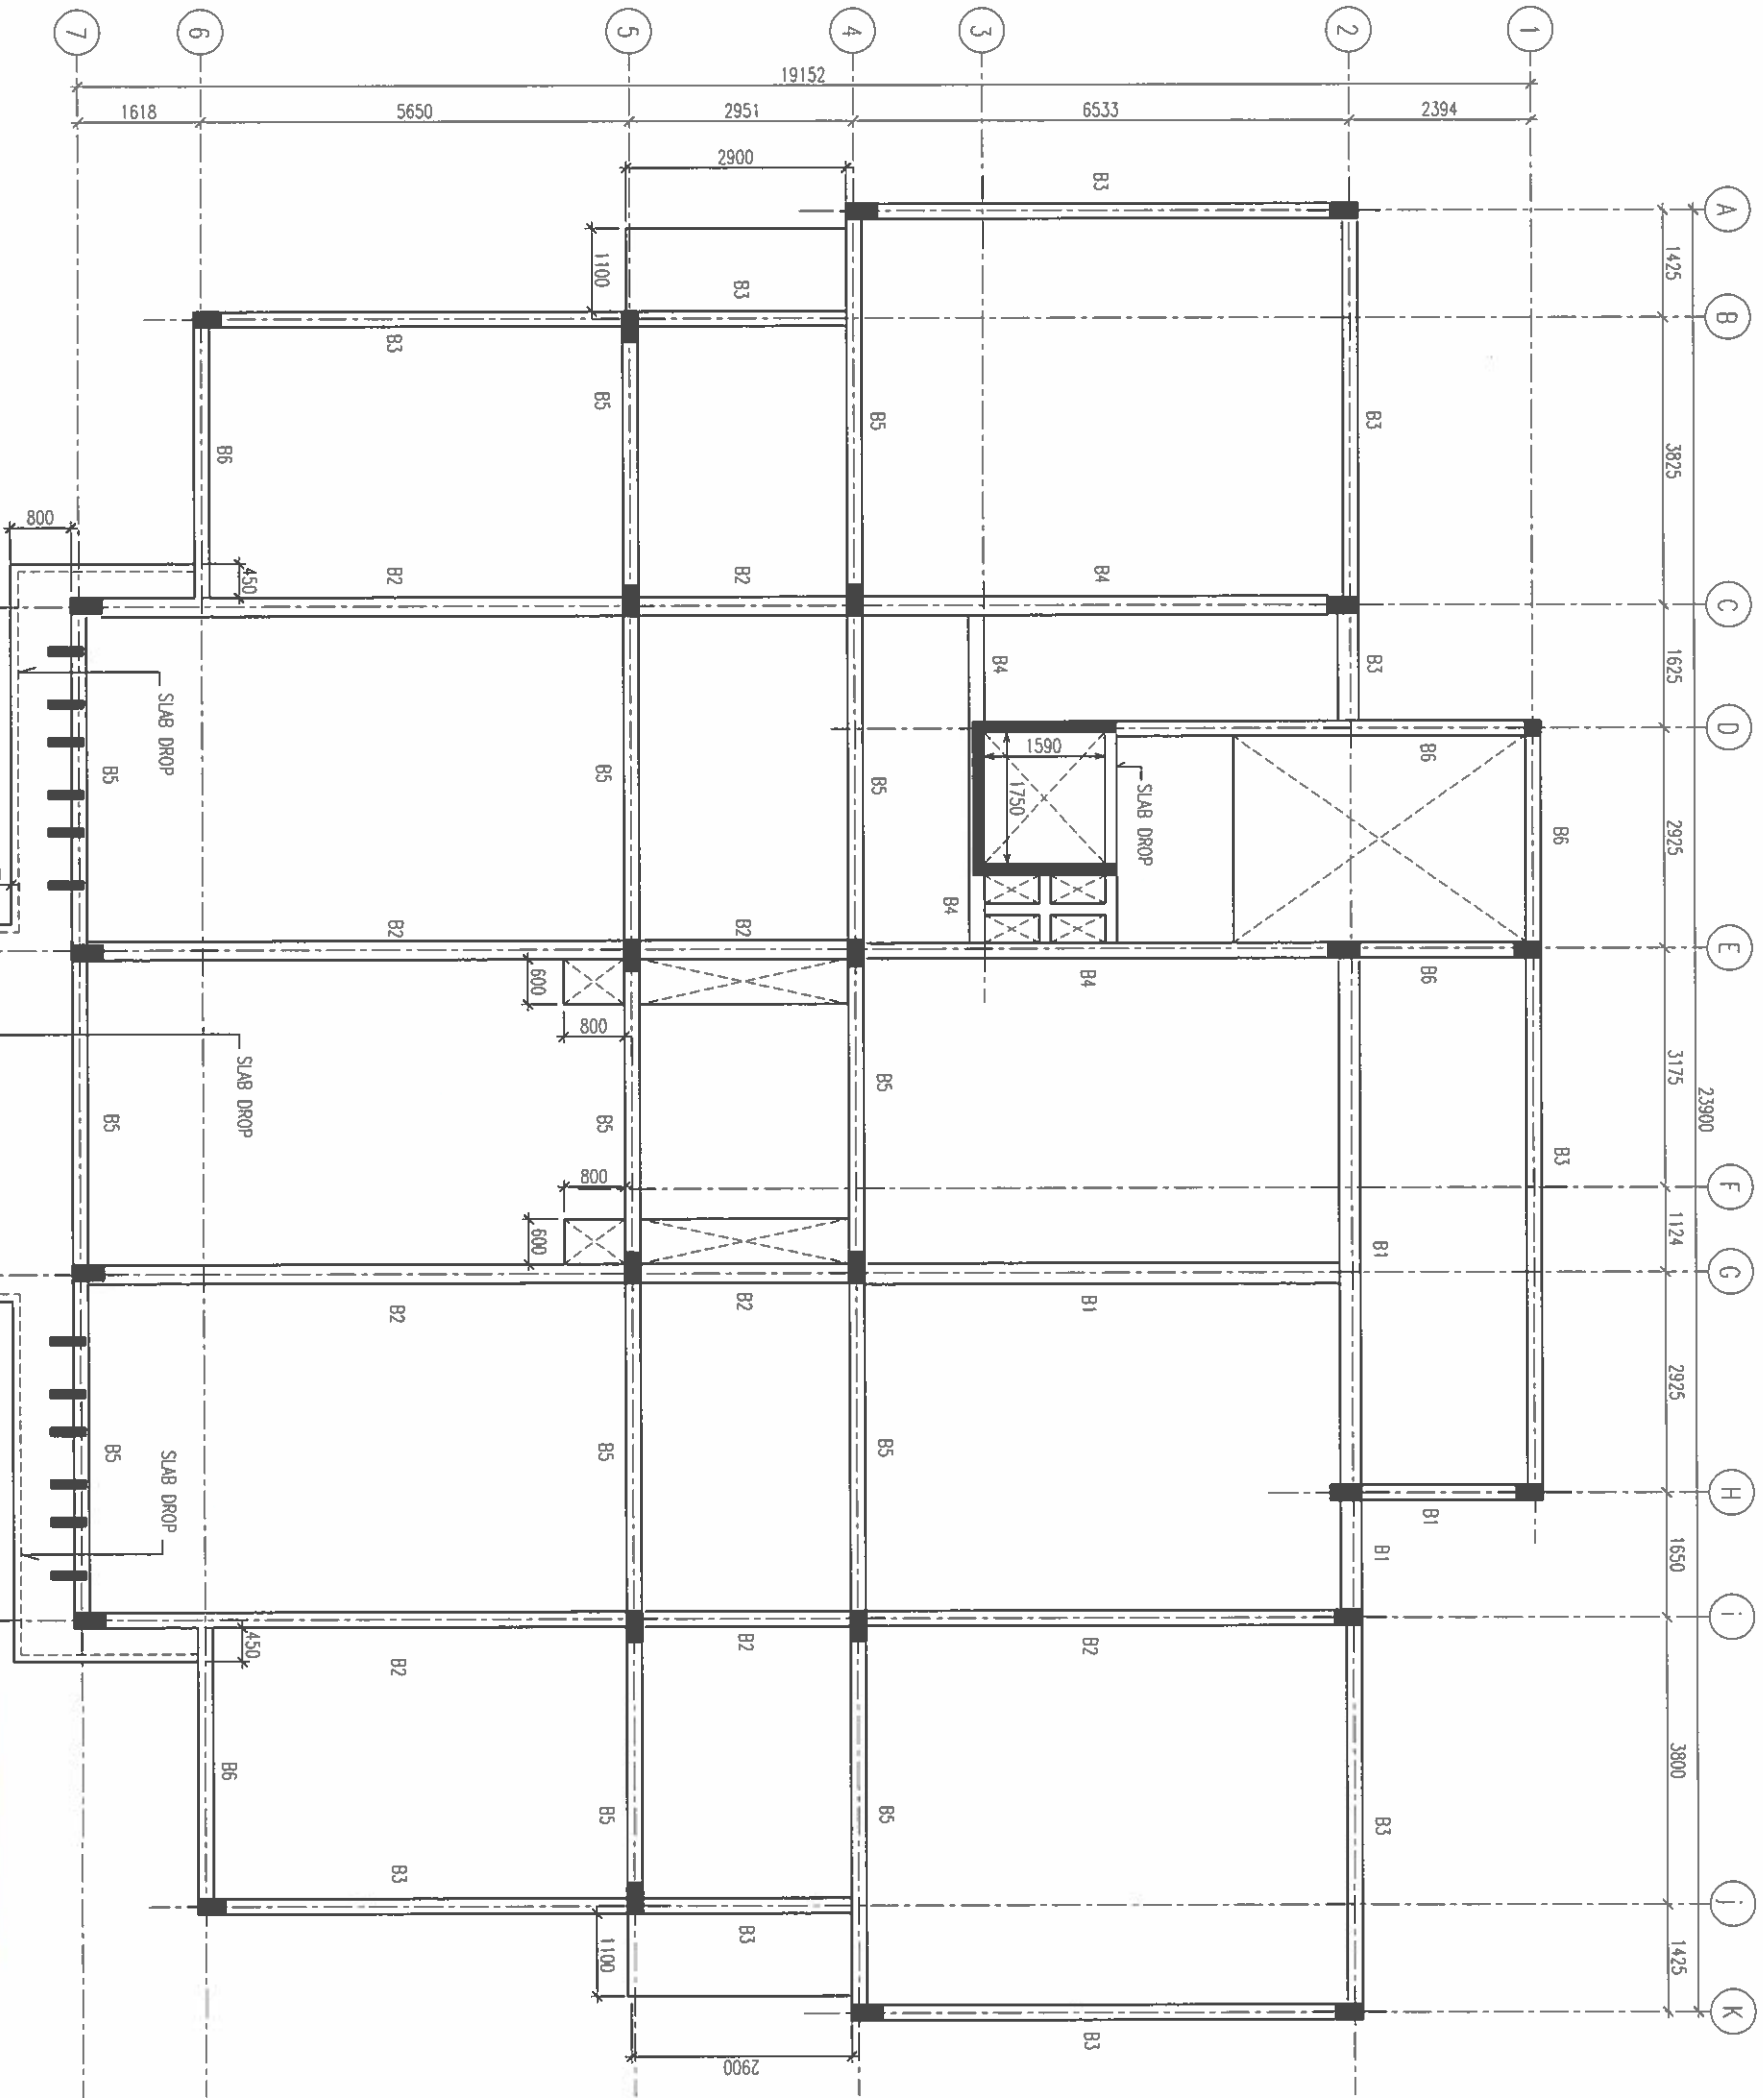 7
6
5
4
3
2
1
19152
1618
5650
2951
6533
2394
2900
B3
A
1425
1100
B3
B
B3
B5
B5
B3
3825
B6
800
450
B2
B2
B4
C
B4
B3
1625
SLAB DROP
D
B5
B5
B5
1590
1750
SLAB DROP
B6
B6
2925
B2
B2
B4
E
600
B4
B6
800
SLAB DROP
B5
B5
B5
3175
23900
B3
800
F
600
B1
1124
G
B2
B2
B1
2925
B5
B5
B5
SLAB DROP
H
B1
B1
1650
i
450
B2
B2
B2
B6
B5
B5
B3
3800
B3
j
1100
B3
1425
K
B3
2900